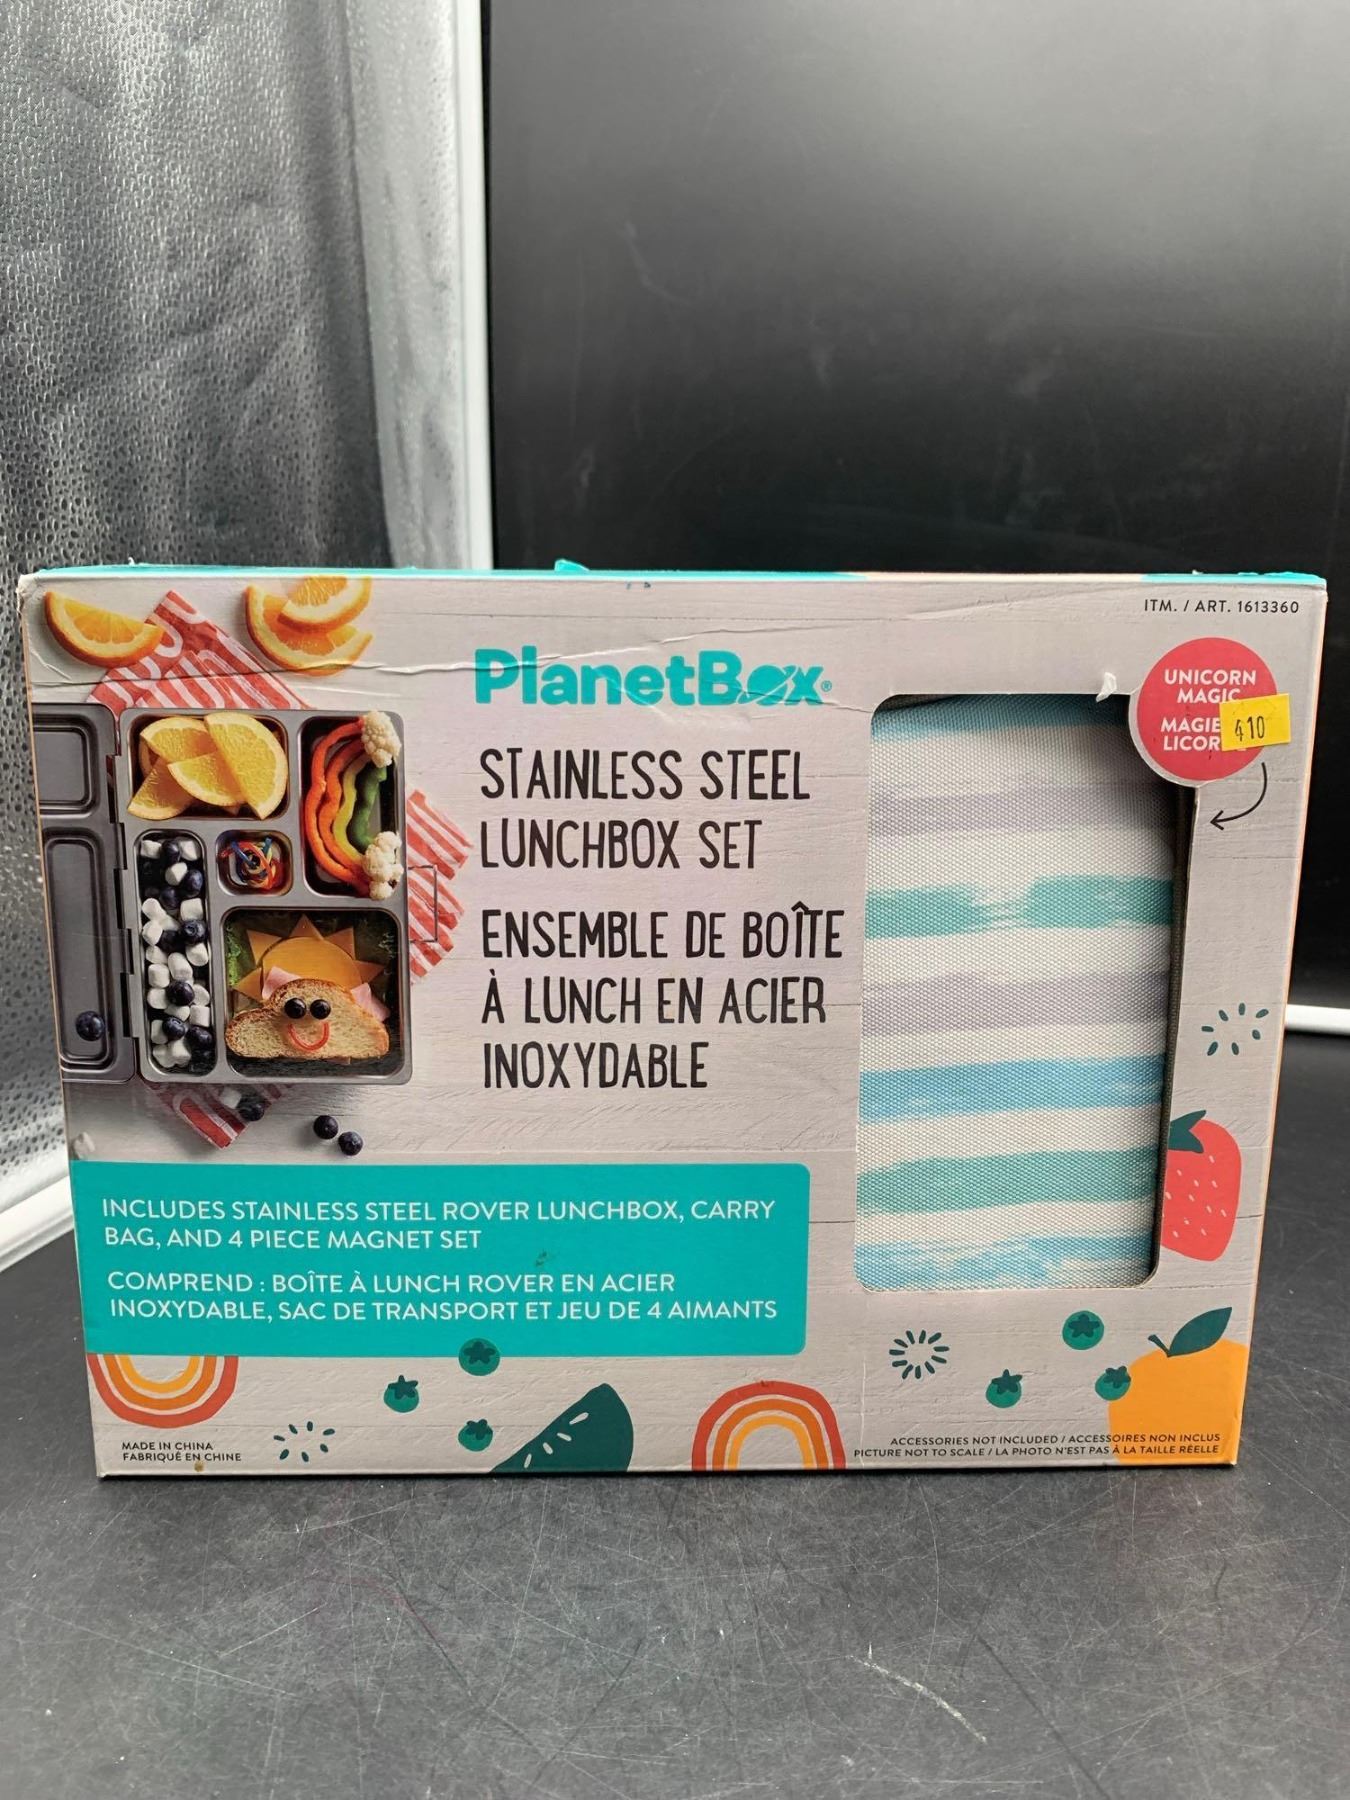 ITM. / ART. 1613360
PlanetBox®
UNICORN
MAGIC
MAGIE
410
STAINLESS STEEL
LUNCHBOX SET
ENSEMBLE DE BOÎTE
À LUNCH EN ACIER
INOXYDABLE
INCLUDES STAINLESS STEEL ROVER LUNCHBOX, CARRY
BAG, AND 4 PIECE MAGNET SET
COMPREND : BOÎTE À LUNCH ROVER EN ACIER
INOXYDABLE, SAC DE TRANSPORT ET JEU DE 4 AIMANTS
MADE IN CHINA
FABRIQUÉ EN CHINE
ACCESSORIES NOT INCLUDED / ACCESSOIRES NON INCLUS
PICTURE NOT TO SCALE / LA PHOTO N'EST PAS À LA TAILLE RÉELLE